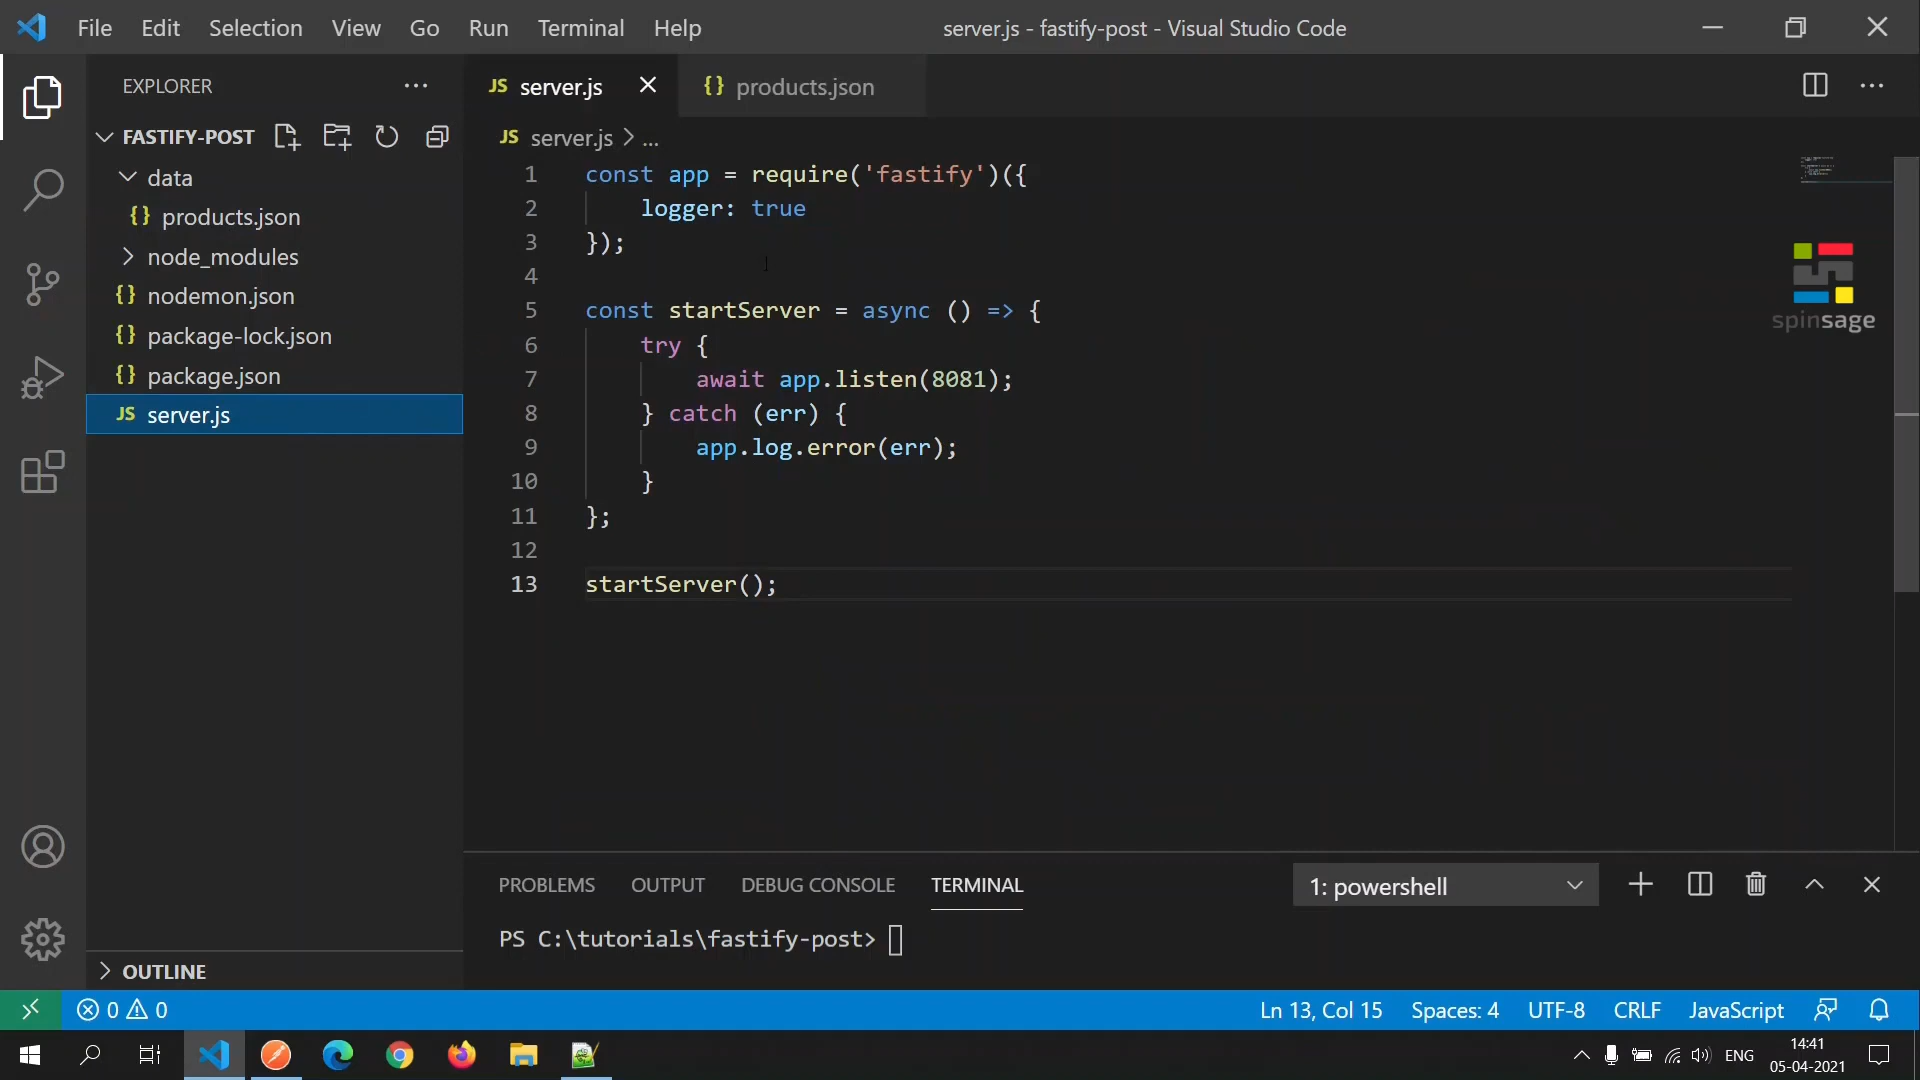 File Edit Selection View Go Run Terminal Help
server.js - fastify-post - Visual Studio Code
EXPLORER
FASTIFY-POST
data
{} products.json
node_modules
{} nodemon.json
{} package-lock.json
{} package.json
JS server.js
OUTLINE
JS server.js
{} products.json
JS server.js > ...
1 const app = require('fastify')({
2 logger: true
3 });
4
5 const startServer = async () => {
6 try {
7 await app.listen(8081);
8 } catch (err) {
9 app.log.error(err);
10 }
11 };
12
13 startServer();
spinsage
PROBLEMS OUTPUT DEBUG CONSOLE TERMINAL
1: powershell
PS C:\tutorials\fastify-post>
0 0
Ln 13, Col 15 Spaces: 4 UTF-8 CRLF JavaScript
ENG
14:41
05-04-2021